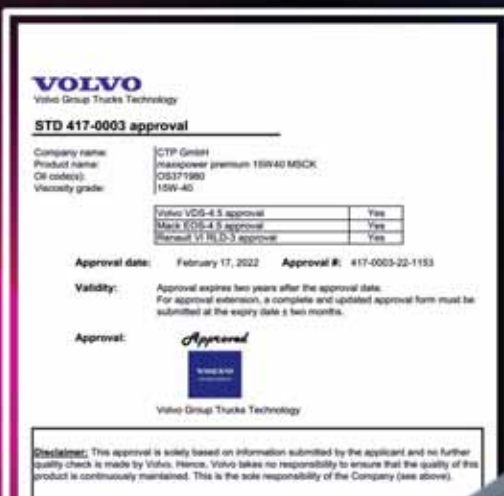 VOLVO
Volvo Group Trucks Technology
STD 417-0003 approval
Company name: CTP GmbH
Product name: maxxpower premium 15W40 MSCK
Oil code(s): OS371980
Viscosity grade: 15W-40
Volvo VDS-4.5 approval Yes
Mack EOS-4.5 approval Yes
Renault VI RLD-3 approval Yes
Approval date: February 17, 2022 Approval #: 417-0003-22-1153
Validity: Approval expires two years after the approval date.
For approval extension, a complete and updated approval form must be
submitted at the expiry date ± two months.
Approval: Approved
VOLVO
Volvo Group Trucks Technology
Disclaimer: This approval is solely based on information submitted by the applicant and no further
quality check is made by Volvo. Hence, Volvo takes no responsibility to ensure that the quality of this
product is continuously maintained. This is the sole responsibility of the Company (see above).